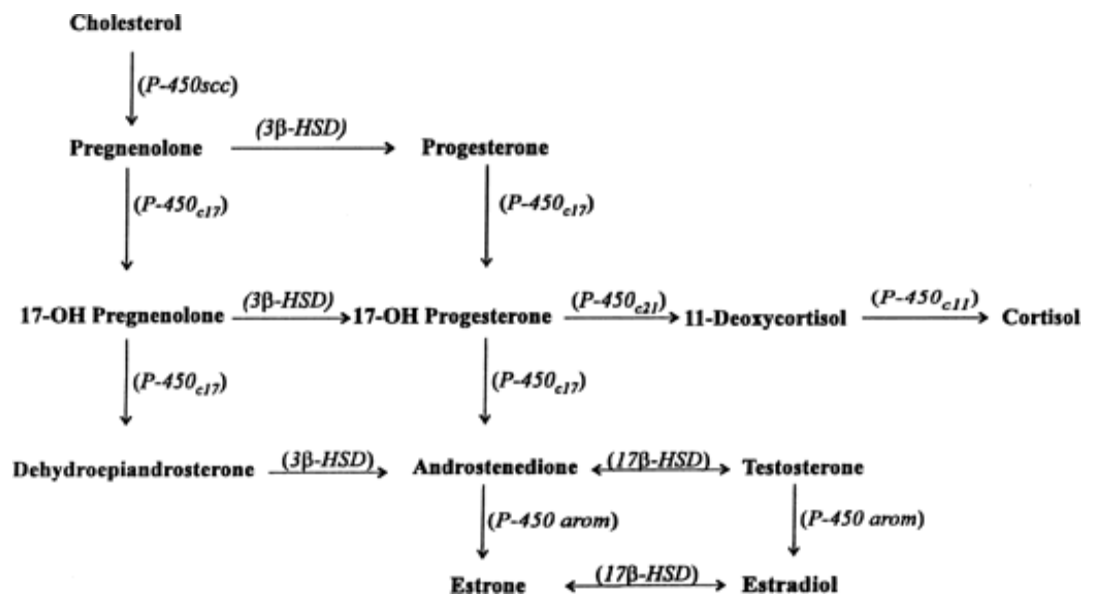 Cholesterol
(P-450scc)
Pregnenolone (3β-HSD) Progesterone
(P-450c17) (P-450c17)
17-OH Pregnenolone (3β-HSD) 17-OH Progesterone (P-450c21) 11-Deoxycortisol (P-450c11) Cortisol
(P-450c17) (P-450c17)
Dehydroepiandrosterone (3β-HSD) Androstenedione (17β-HSD) Testosterone
(P-450 arom) (P-450 arom)
Estrone (17β-HSD) Estradiol